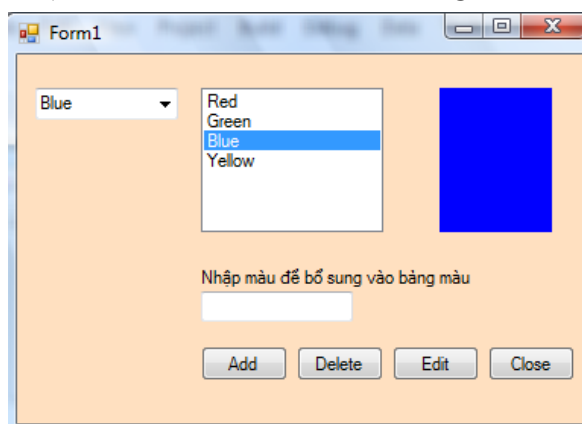 Form1
Blue
Red
Green
Blue
Yellow
Nhập màu để bổ sung vào bảng màu
Add Delete Edit Close